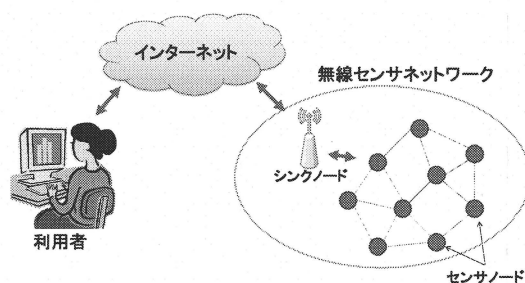 インターネット
無線センサネットワーク
シンクノード
利用者
センサノード